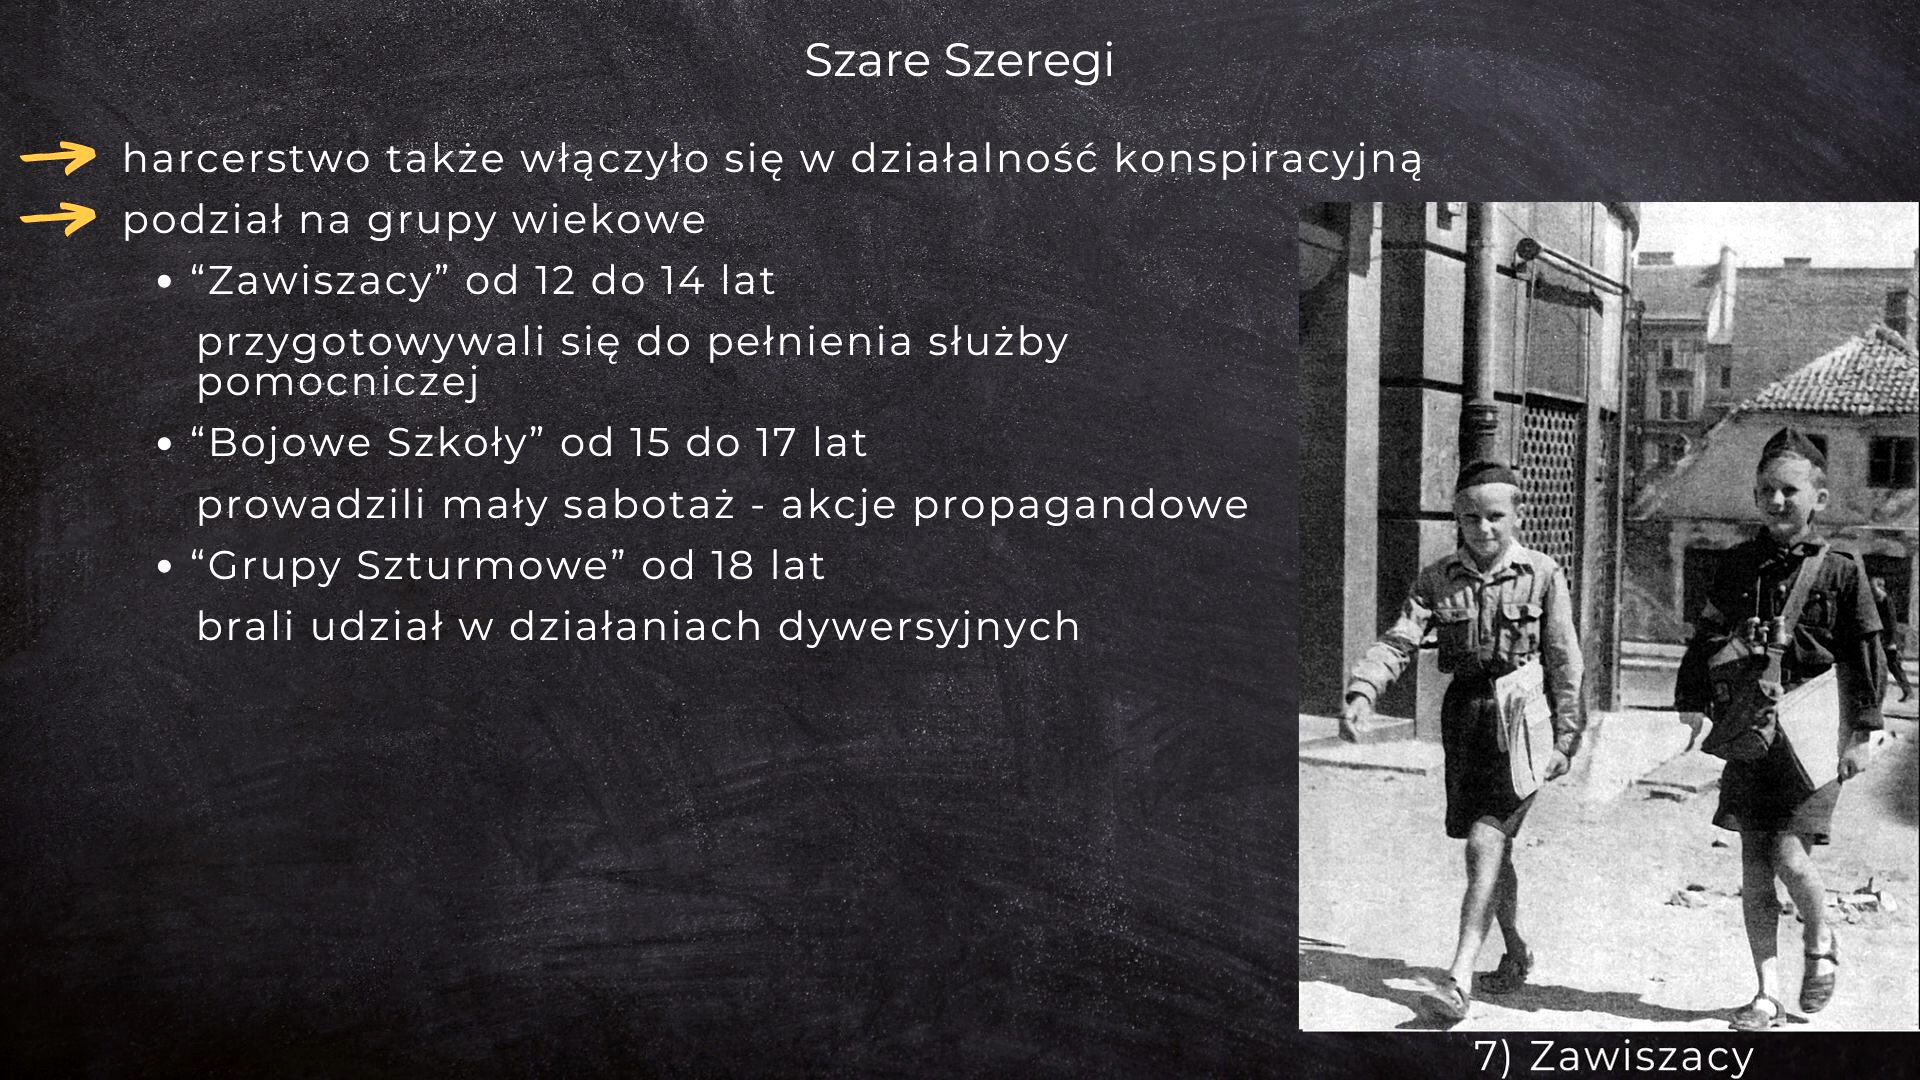 Szare Szeregi
harcerstwo także włączyło się w działalność konspiracyjną
podział na grupy wiekowe
• “Zawiszacy” od 12 do 14 lat
przygotowywali się do pełnienia służby
pomocniczej
• “Bojowe Szkoły” od 15 do 17 lat
prowadzili mały sabotaż - akcje propagandowe
• “Grupy Szturmowe” od 18 lat
brali udział w działaniach dywersyjnych
7) Zawiszacy